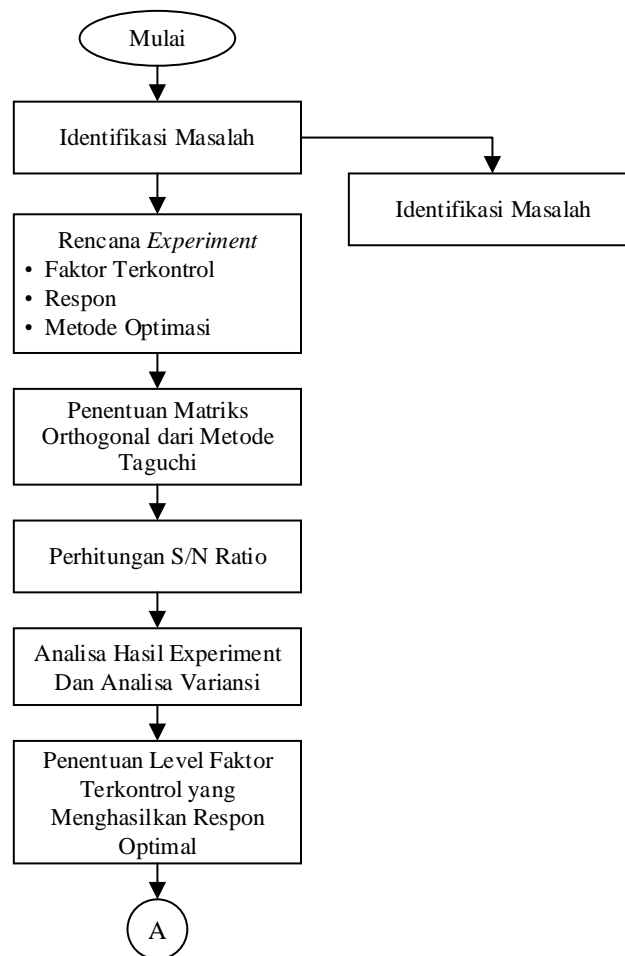 Mulai
Identifikasi Masalah
Identifikasi Masalah
Rencana Experiment
• Faktor Terkontrol
• Respon
• Metode Optimasi
Penentuan Matriks
Orthogonal dari Metode
Taguchi
Perhitungan S/N Ratio
Analisa Hasil Experiment
Dan Analisa Variansi
Penentuan Level Faktor
Terkontrol yang
Menghasilkan Respon
Optimal
A